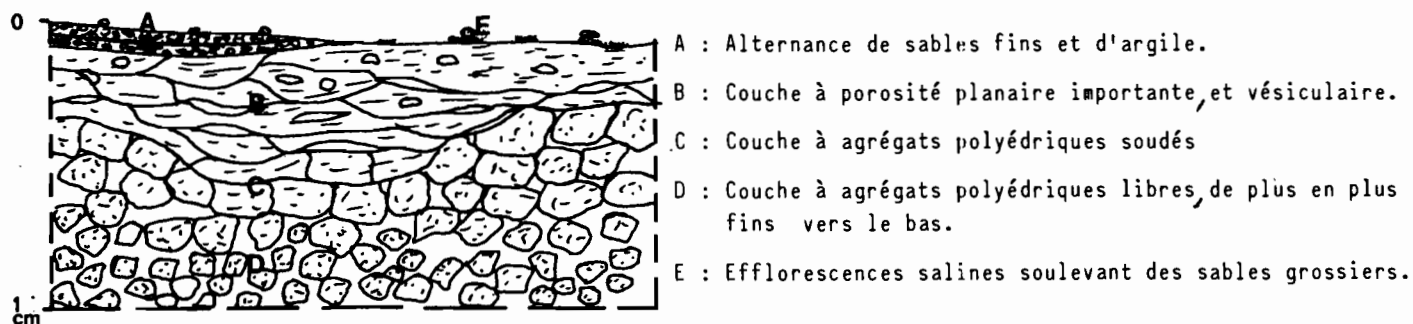 0
A
E
B
C
D
1
cm
A : Alternance de sables fins et d'argile.
B : Couche à porosité planaire importante, et vésiculaire.
C : Couche à agrégats polyédriques soudés
D : Couche à agrégats polyédriques libres, de plus en plus
fins vers le bas.
E : Efflorescences salines soulevant des sables grossiers.